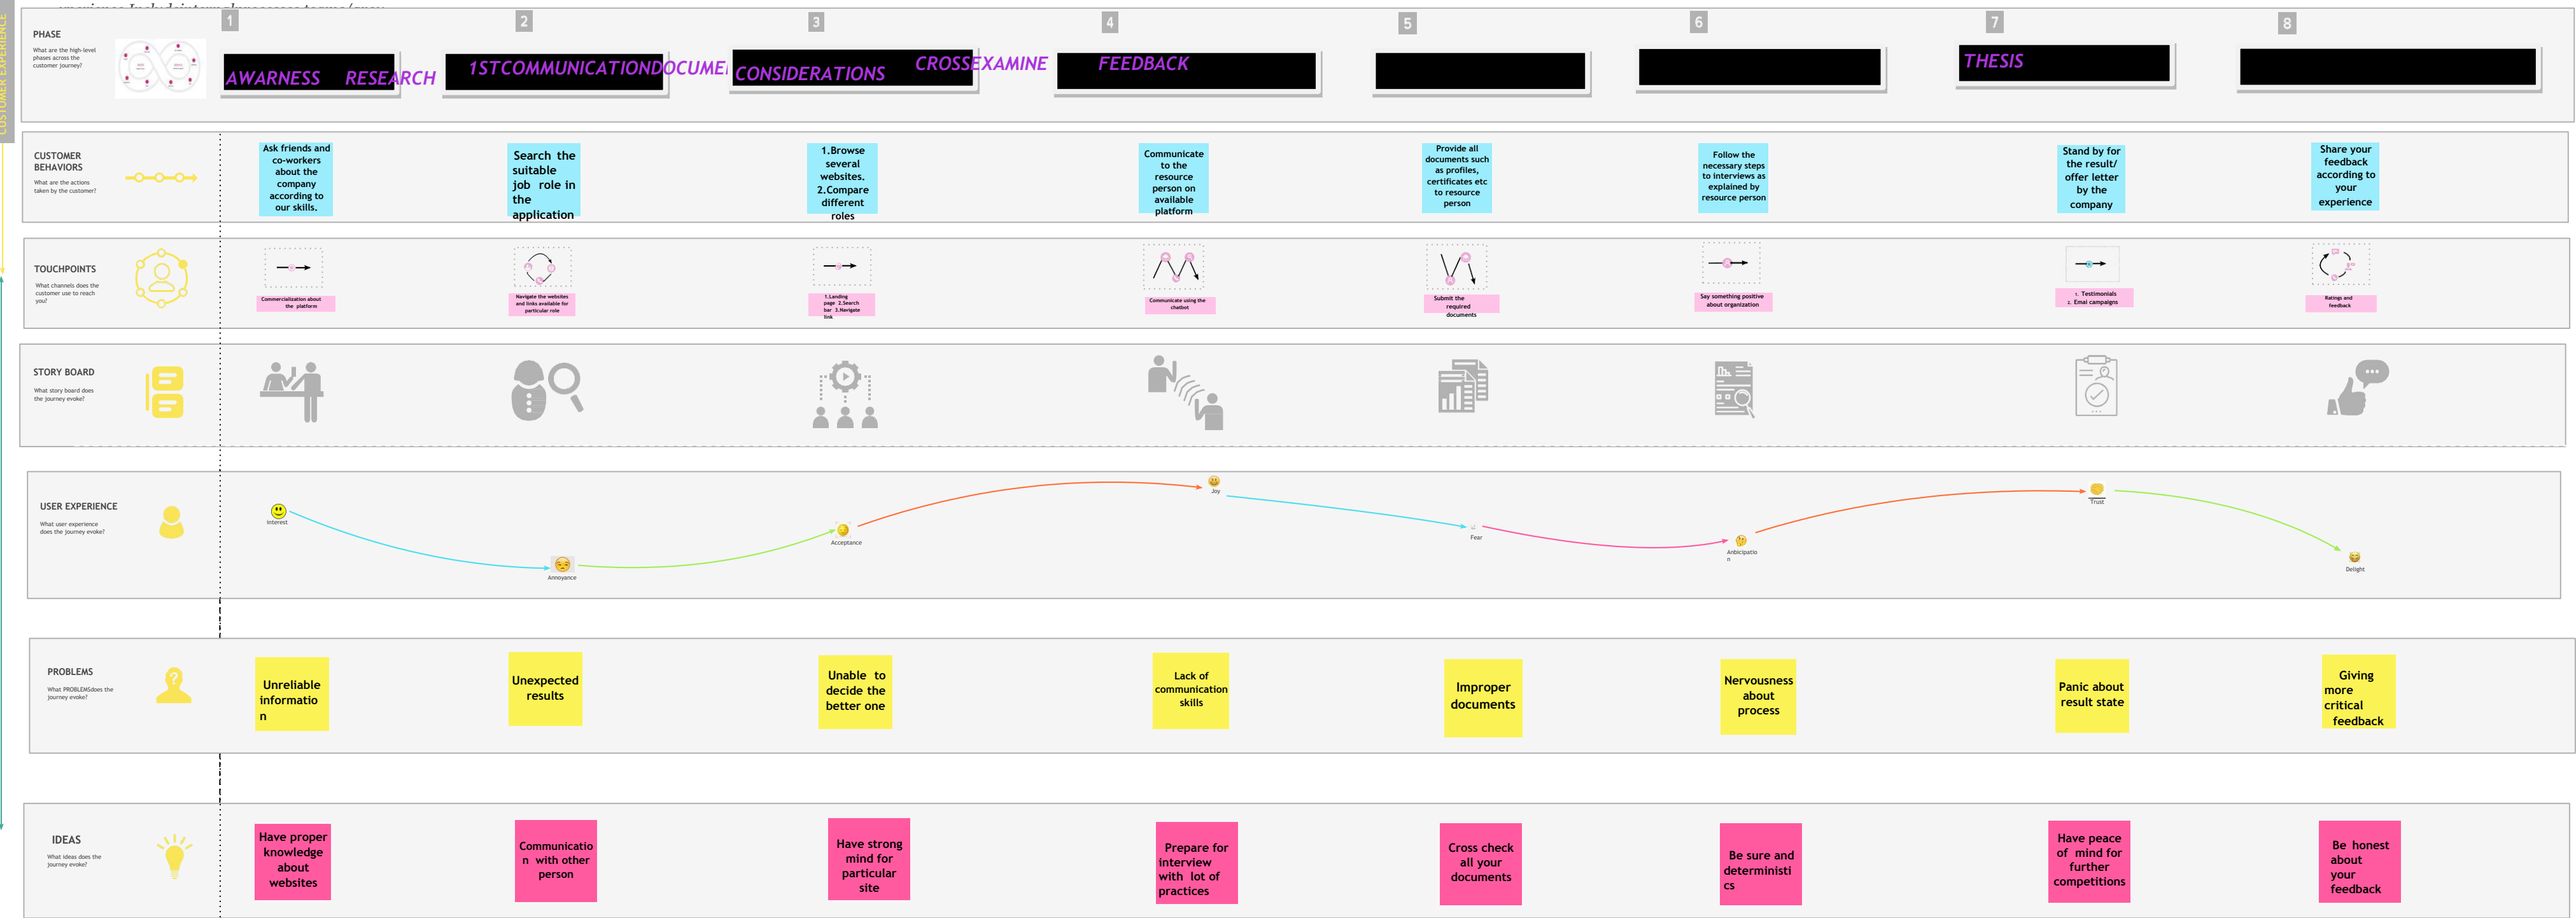 CUSTOMER EXPERIENCE
1
2
3
4
5
6
7
8
PHASE
What are the high-level
phases across the
customer journey?
AWARNESS RESEARCH
1STCOMMUNICATIONDOCUME
CONSIDERATIONS
CROSSEXAMINE
FEEDBACK
THESIS
CUSTOMER
BEHAVIORS
What are the actions
taken by the customer?
Ask friends and
co-workers
about the
company
according to
our skills.
Search the
suitable
job role in
the
application
1.Browse
several
websites.
2.Compare
different
roles
Communicate
to the
resource
person on
available
platform
Provide all
documents such
as profiles,
certificates etc
to resource
person
Follow the
necessary steps
to interviews as
explained by
resource person
Stand by for
the result/
offer letter
by the
company
Share your
feedback
according to
your
experience
TOUCHPOINTS
What channels does the
customer use to reach
you?
Commercialization about
the platform
Navigate the websites
and links available for
particular role
1.Landing
page 2.Search
bar 3.Navigate
link
Communicate using the
chatbot
Submit the
required
documents
Say something positive
about organization
1. Testimonials
2. Emai campaigns
Ratings and
feedback
STORY BOARD
What story board does
the journey evoke?
USER EXPERIENCE
What user experience
does the journey evoke?
Interest
Annoyance
Acceptance
Joy
Fear
Anbicipatio
n
Trust
Delight
PROBLEMS
What PROBLEMSdoes the
journey evoke?
Unreliable
informatio
n
Unexpected
results
Unable to
decide the
better one
Lack of
communication
skills
Improper
documents
Nervousness
about
process
Panic about
result state
Giving
more
critical
feedback
IDEAS
What ideas does the
journey evoke?
Have proper
knowledge
about
websites
Communicatio
n with other
person
Have strong
mind for
particular
site
Prepare for
interview
with lot of
practices
Cross check
all your
documents
Be sure and
deterministi
cs
Have peace
of mind for
further
competitions
Be honest
about
your
feedback